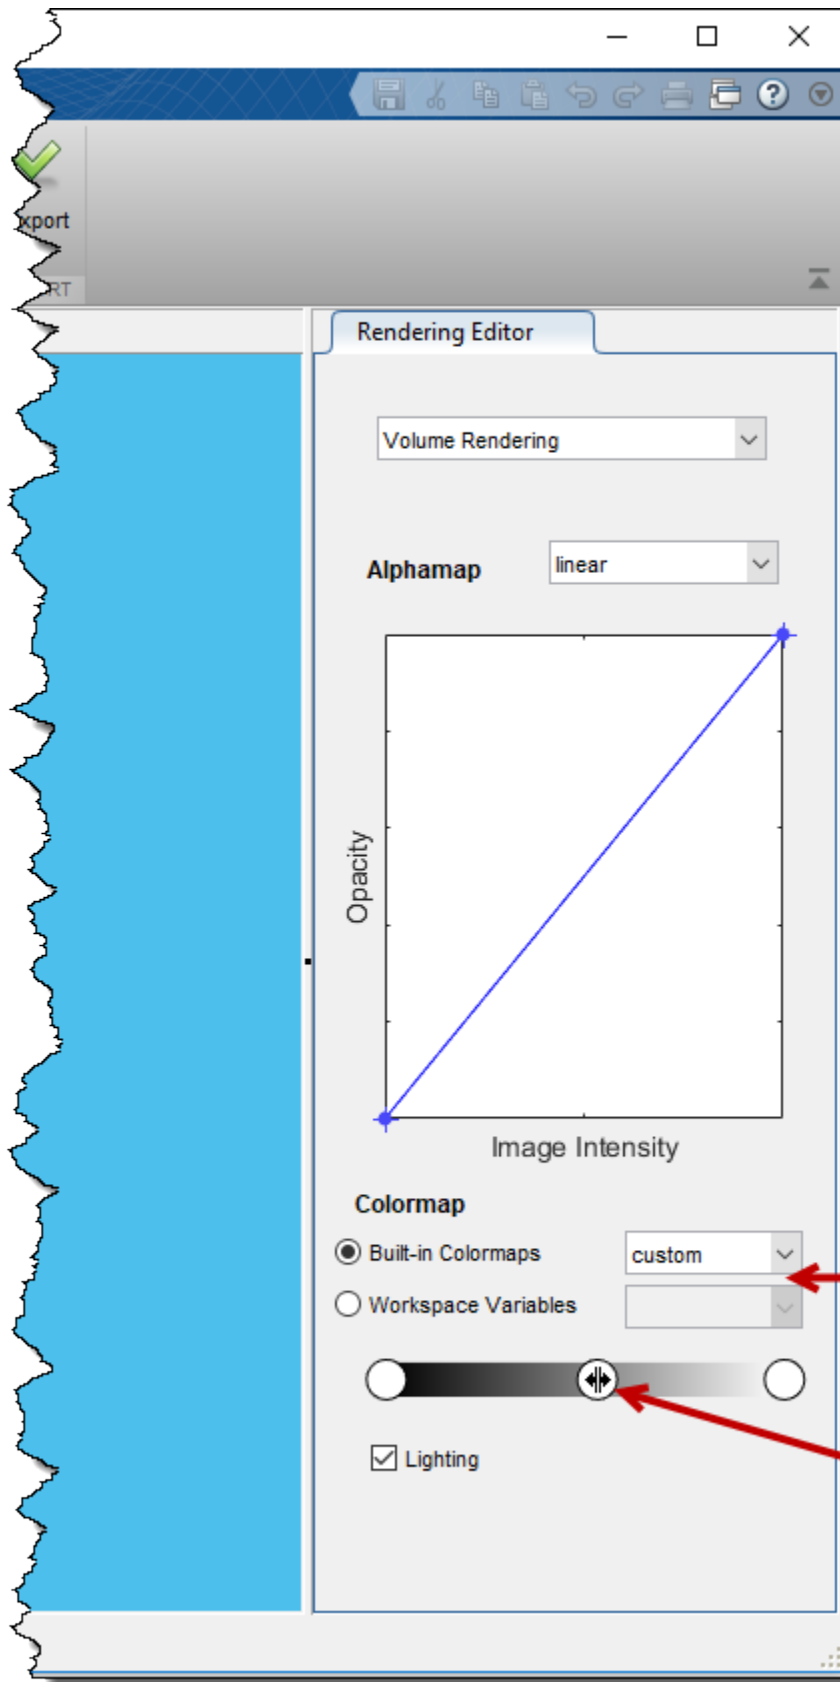 xport
RT
Rendering Editor
Volume Rendering
Alphamap
linear
Opacity
Image Intensity
Colormap
Built-in Colormaps
custom
Workspace Variables
Lighting